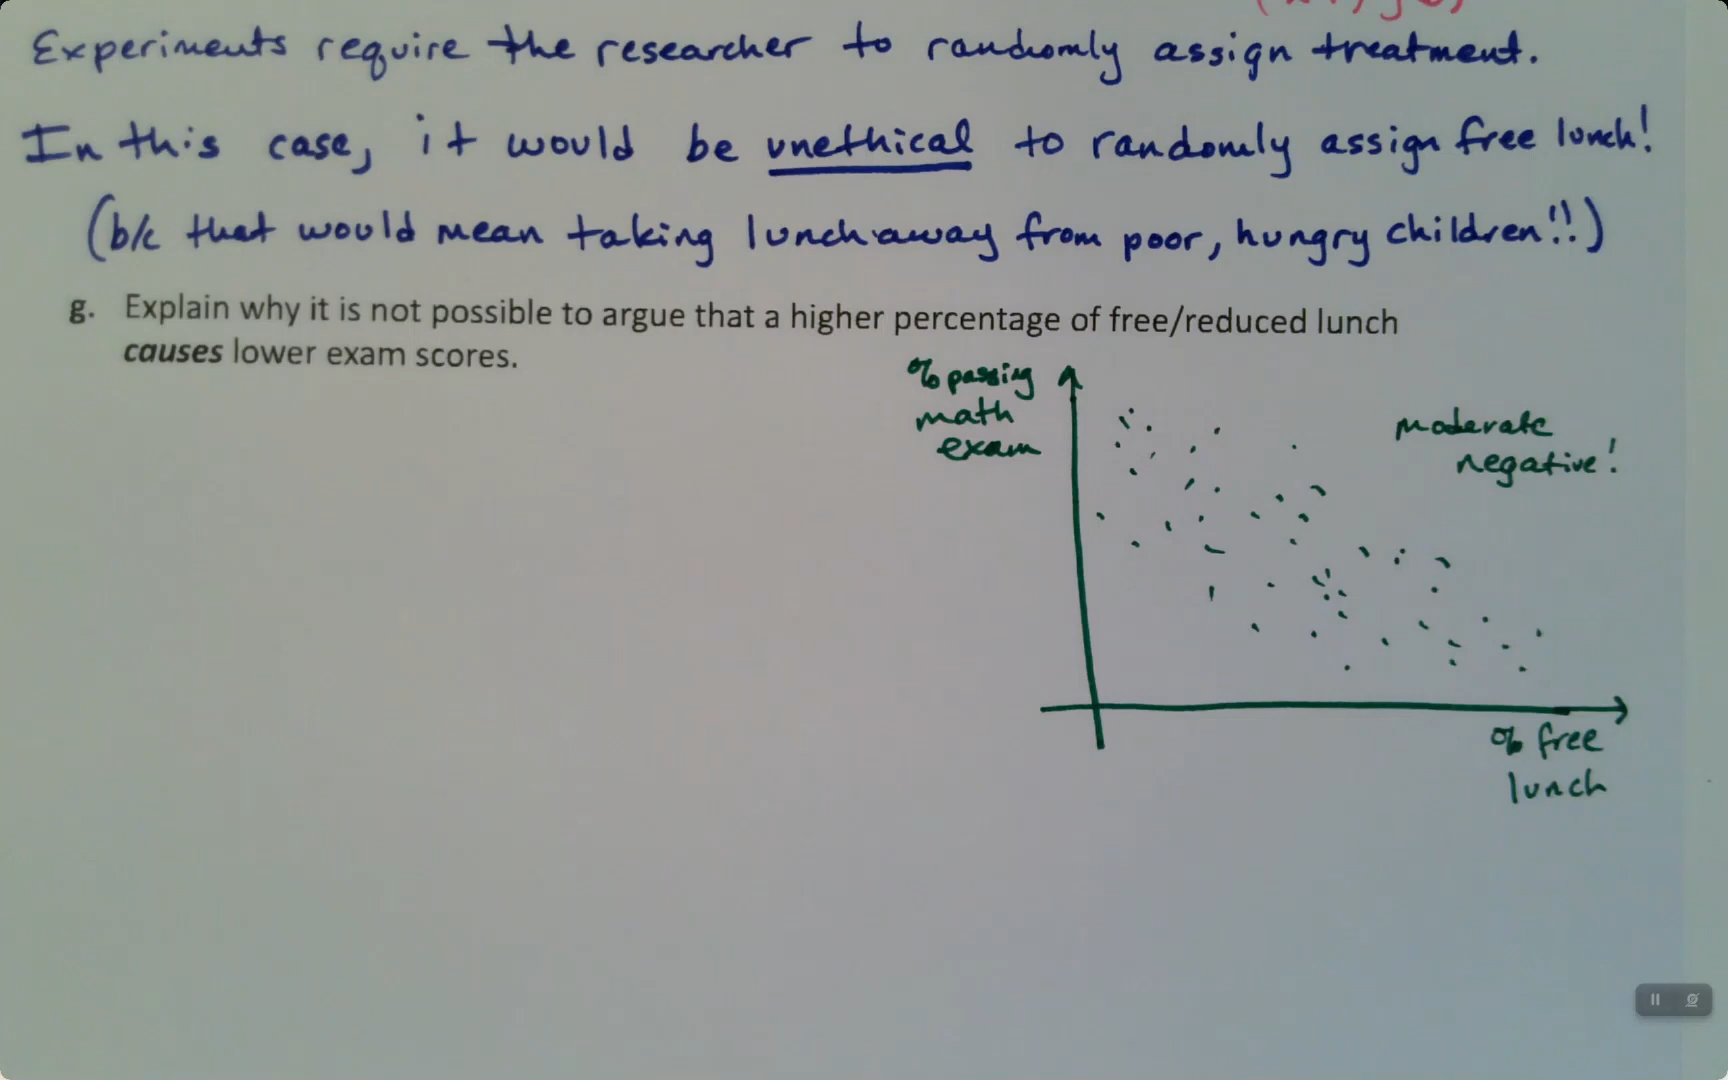 Experiments require the researcher to randomly assign treatment.
In this case, it would be unethical to randomly assign free lunch!
(b/c that would mean taking lunch away from poor, hungry children!!)
g. Explain why it is not possible to argue that a higher percentage of free/reduced lunch
causes lower exam scores.
% passing
math
exam
moderate
negative!
% free
lunch